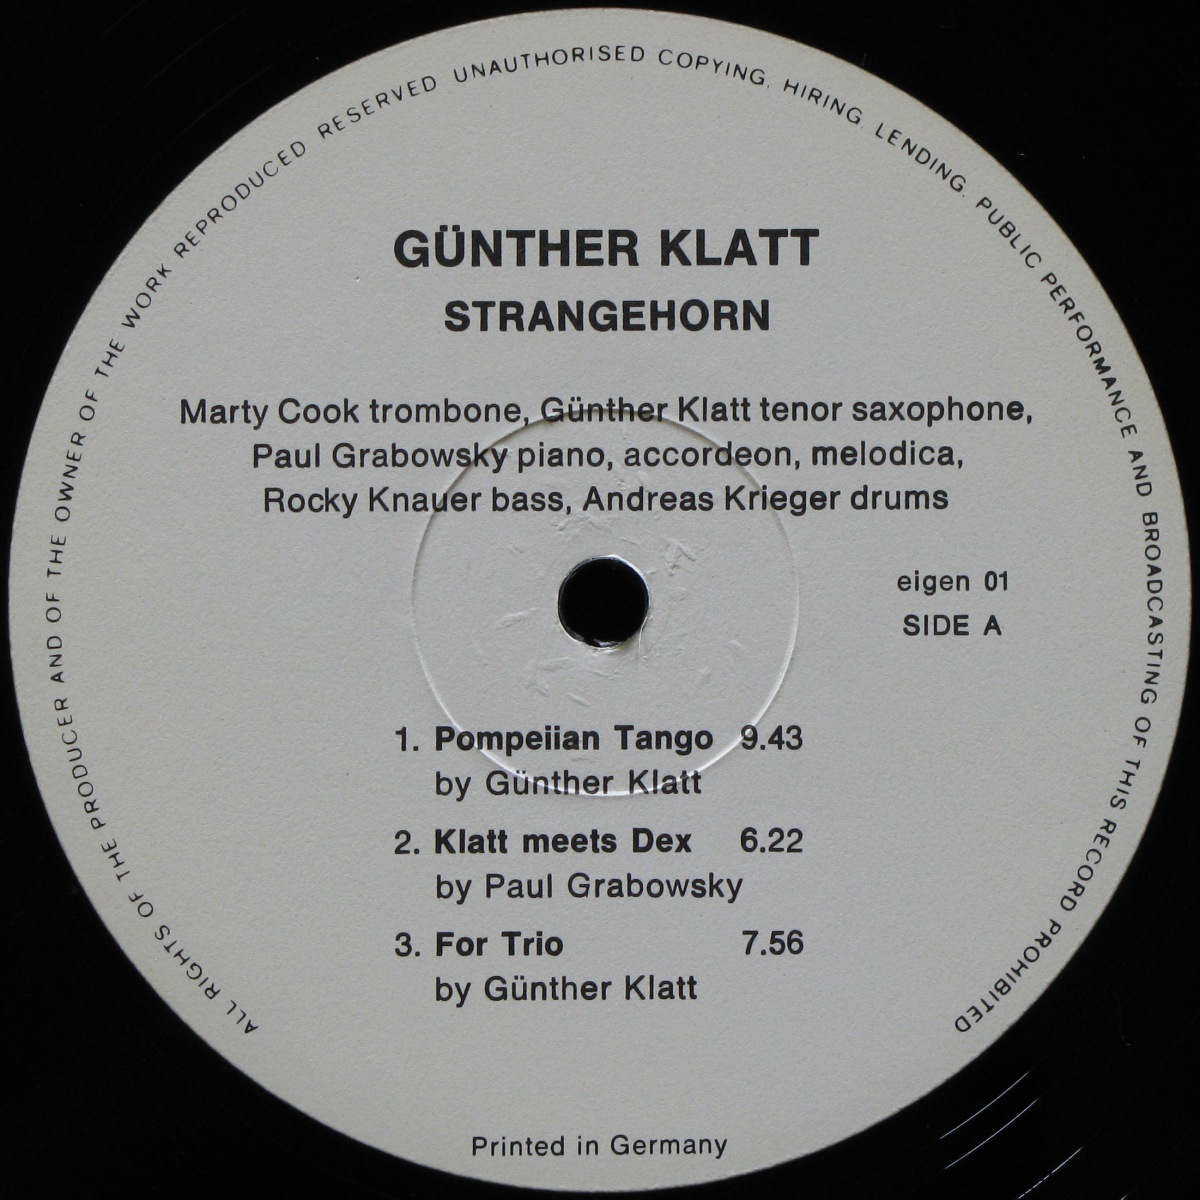 ALL RIGHTS OF THE PRODUCER AND OF THE OWNER OF THE WORK REPRODUCED RESERVED UNAUTHORISED COPYING, HIRING, LENDING, PUBLIC PERFORMANCE AND BROADCASTING OF THIS RECORD PROHIBITED
GÜNTHER KLATT
STRANGEHORN
Marty Cook trombone, Günther Klatt tenor saxophone,
Paul Grabowsky piano, accordeon, melodica,
Rocky Knauer bass, Andreas Krieger drums
eigen 01
SIDE A
1. Pompeiian Tango 9.43
by Günther Klatt
2. Klatt meets Dex 6.22
by Paul Grabowsky
3. For Trio 7.56
by Günther Klatt
Printed in Germany